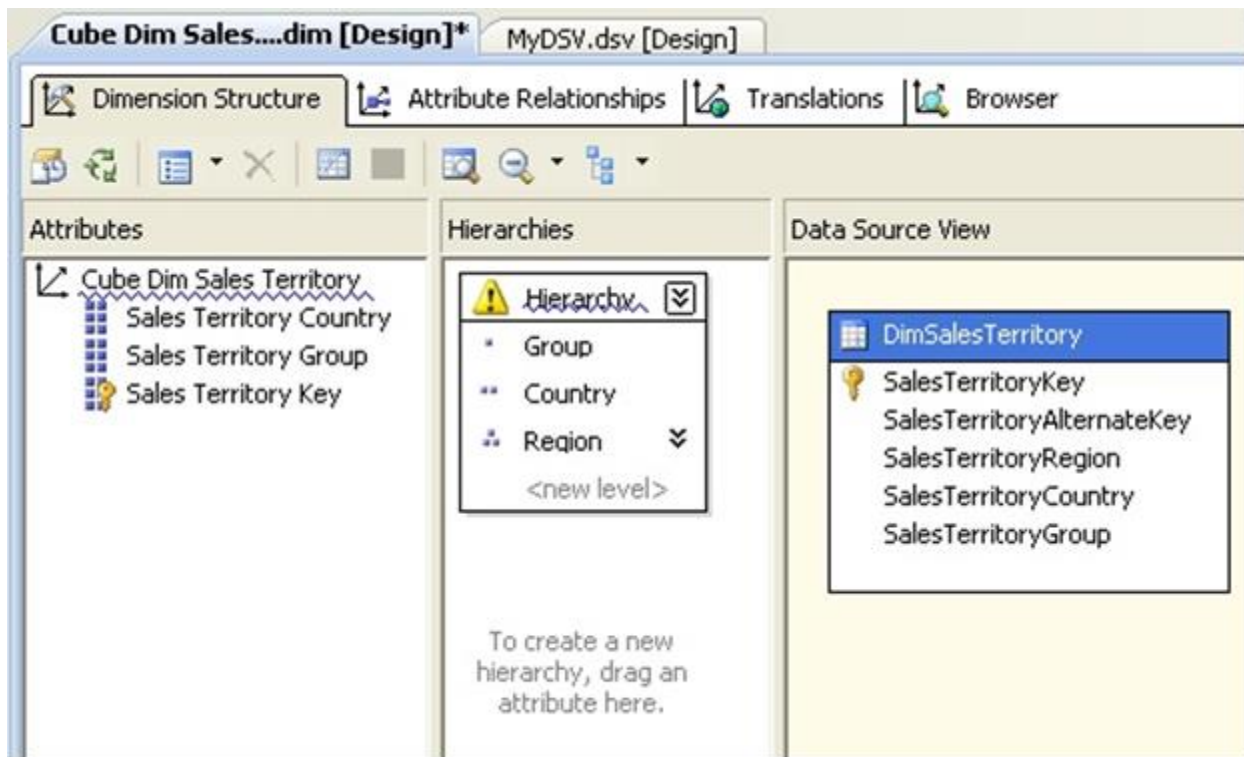 Cube Dim Sales....dim [Design]* MyDSV.dsv [Design]
Dimension Structure Attribute Relationships Translations Browser
Attributes
Cube Dim Sales Territory
Sales Territory Country
Sales Territory Group
Sales Territory Key
Hierarchies
Hierarchy
Group
Country
Region
<new level>
To create a new
hierarchy, drag an
attribute here.
Data Source View
DimSalesTerritory
SalesTerritoryKey
SalesTerritoryAlternateKey
SalesTerritoryRegion
SalesTerritoryCountry
SalesTerritoryGroup